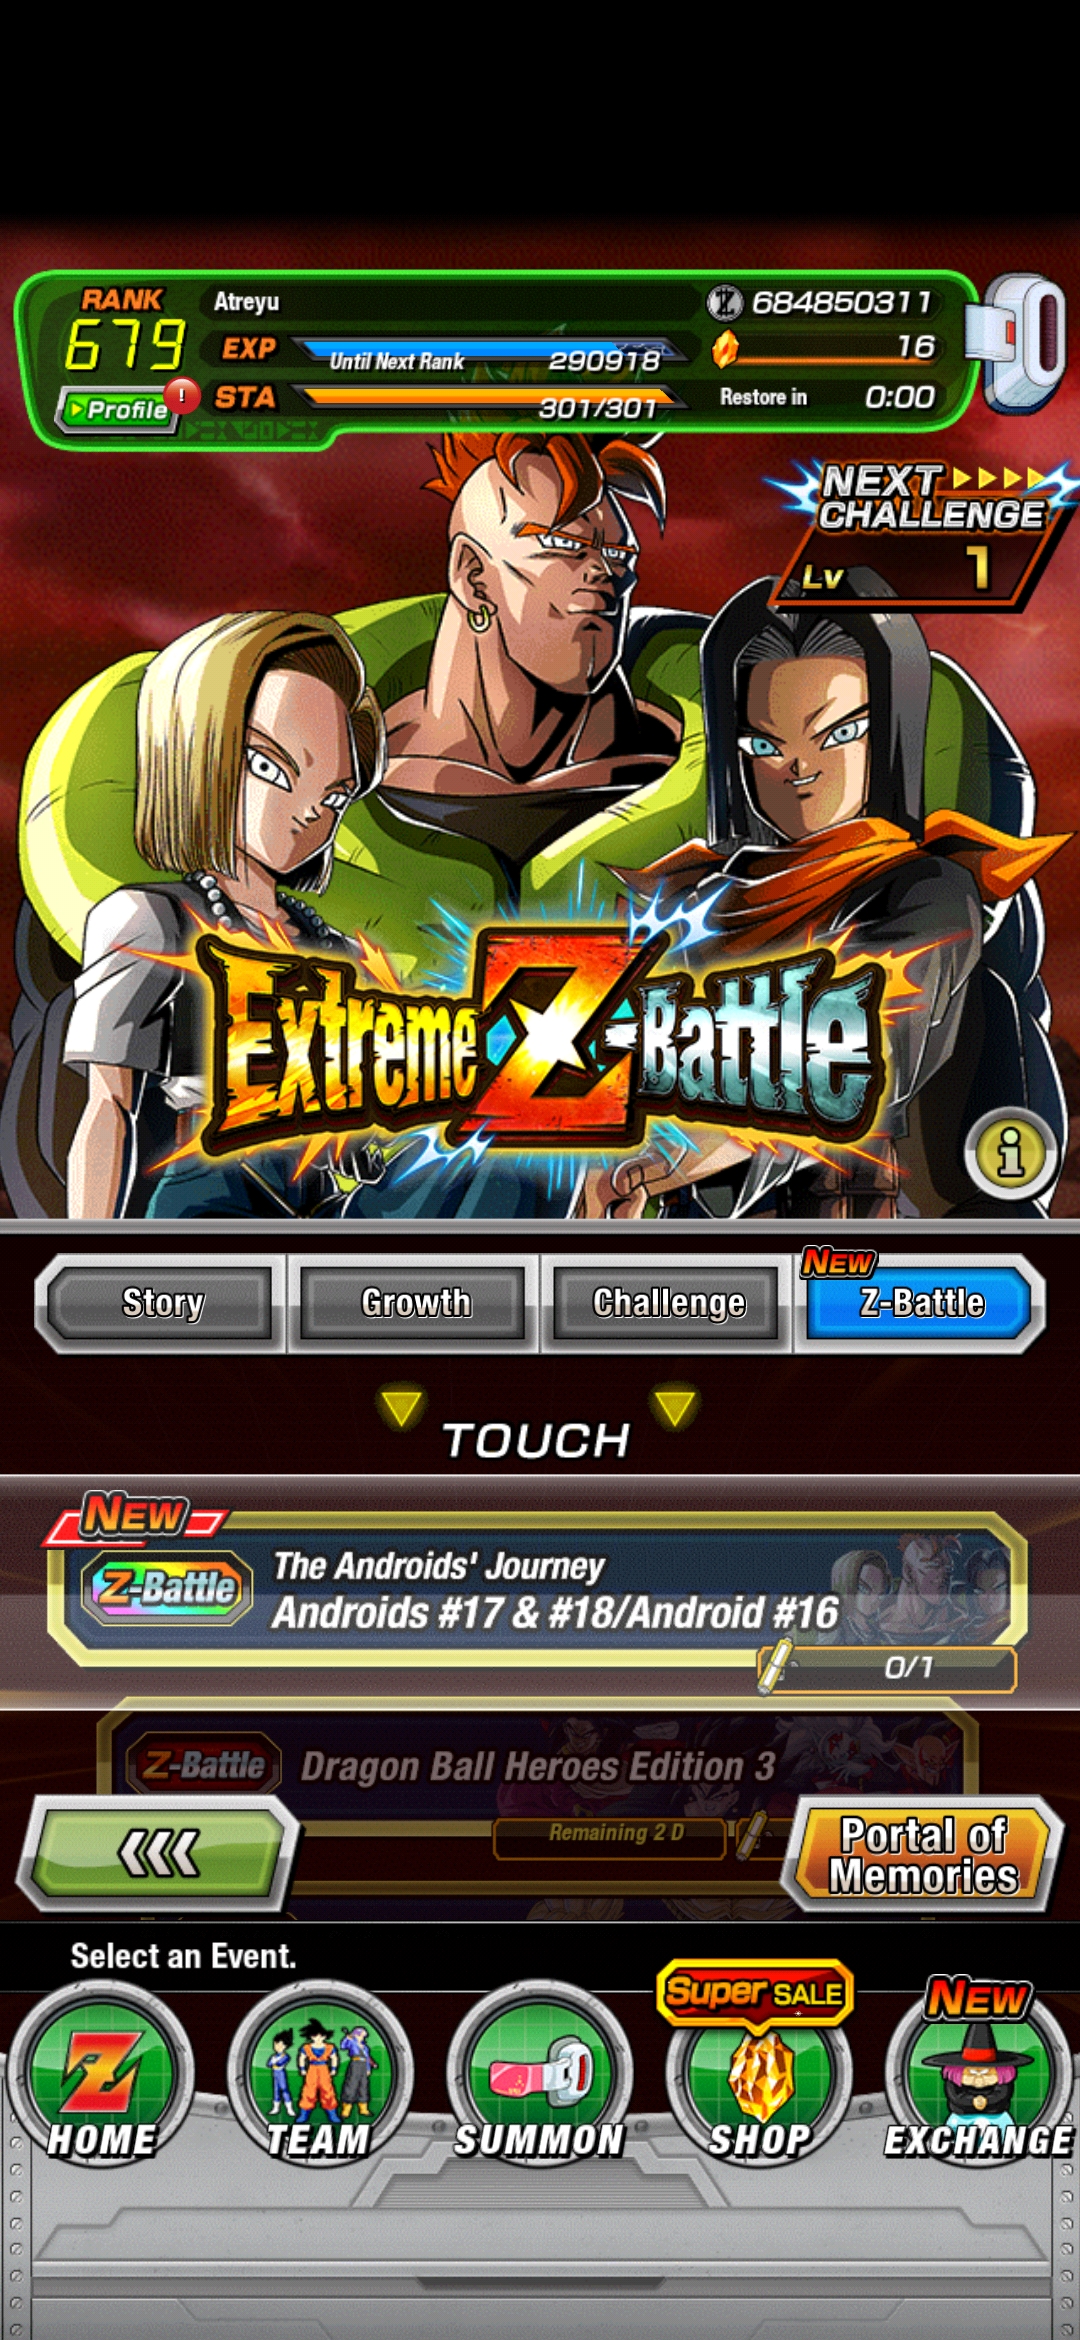 RANK
679
Profile
!
Atreyu
684850311
EXP
Until Next Rank
290918
16
STA
301/301
Restore in
0:00
NEXT
CHALLENGE
Lv 1
Extreme Z-Battle
i
Story
Growth
Challenge
NEW
Z-Battle
TOUCH
NEW
Z-Battle
The Androids' Journey
Androids #17 & #18/Android #16
0/1
Z-Battle
Dragon Ball Heroes Edition 3
Remaining 2 D
Portal of
Memories
Select an Event.
Super SALE
NEW
Z
HOME
TEAM
SUMMON
SHOP
EXCHANGE